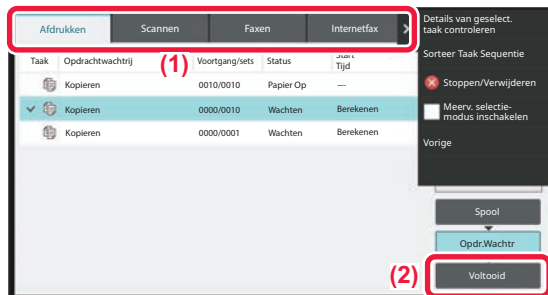 Afdrukken Scannen Faxen Internetfax
(1)
Taak Opdrachtwachtrij Voortgang/sets Status Start
Tijd
Kopieren 0010/0010 Papier Op ---
Kopieren 0000/0010 Wachten Berekenen
Kopieren 0000/0001 Wachten Berekenen
Details van geselect.
taak controleren
Sorteer Taak Sequentie
Stoppen/Verwijderen
Meerv. selectie-
modus inschakelen
Vorige
Spool
Opdr.Wachtr
(2) Voltooid